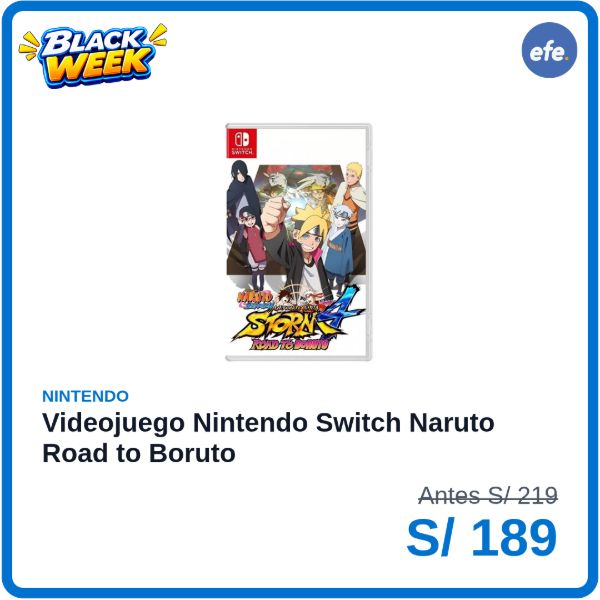 BLACK
WEEK
efe.
NINTENDO
SWITCH
NARUTO
STORM 4
ROAD TO BORUTO
NINTENDO
Videojuego Nintendo Switch Naruto
Road to Boruto
Antes S/ 219
S/ 189